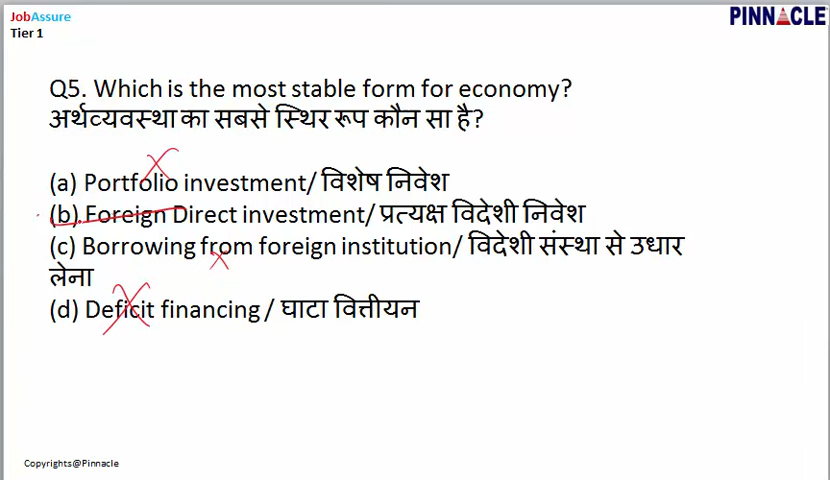 JobAssure
Tier 1
PINNACLE
Q5. Which is the most stable form for economy?
अर्थव्यवस्था का सबसे स्थिर रूप कौन सा है?
(a) Portfolio investment/ विशेष निवेश
(b) Foreign Direct investment/ प्रत्यक्ष विदेशी निवेश
(c) Borrowing from foreign institution/ विदेशी संस्था से उधार
लेना
(d) Deficit financing / घाटा वित्तीयन
Copyrights@Pinnacle